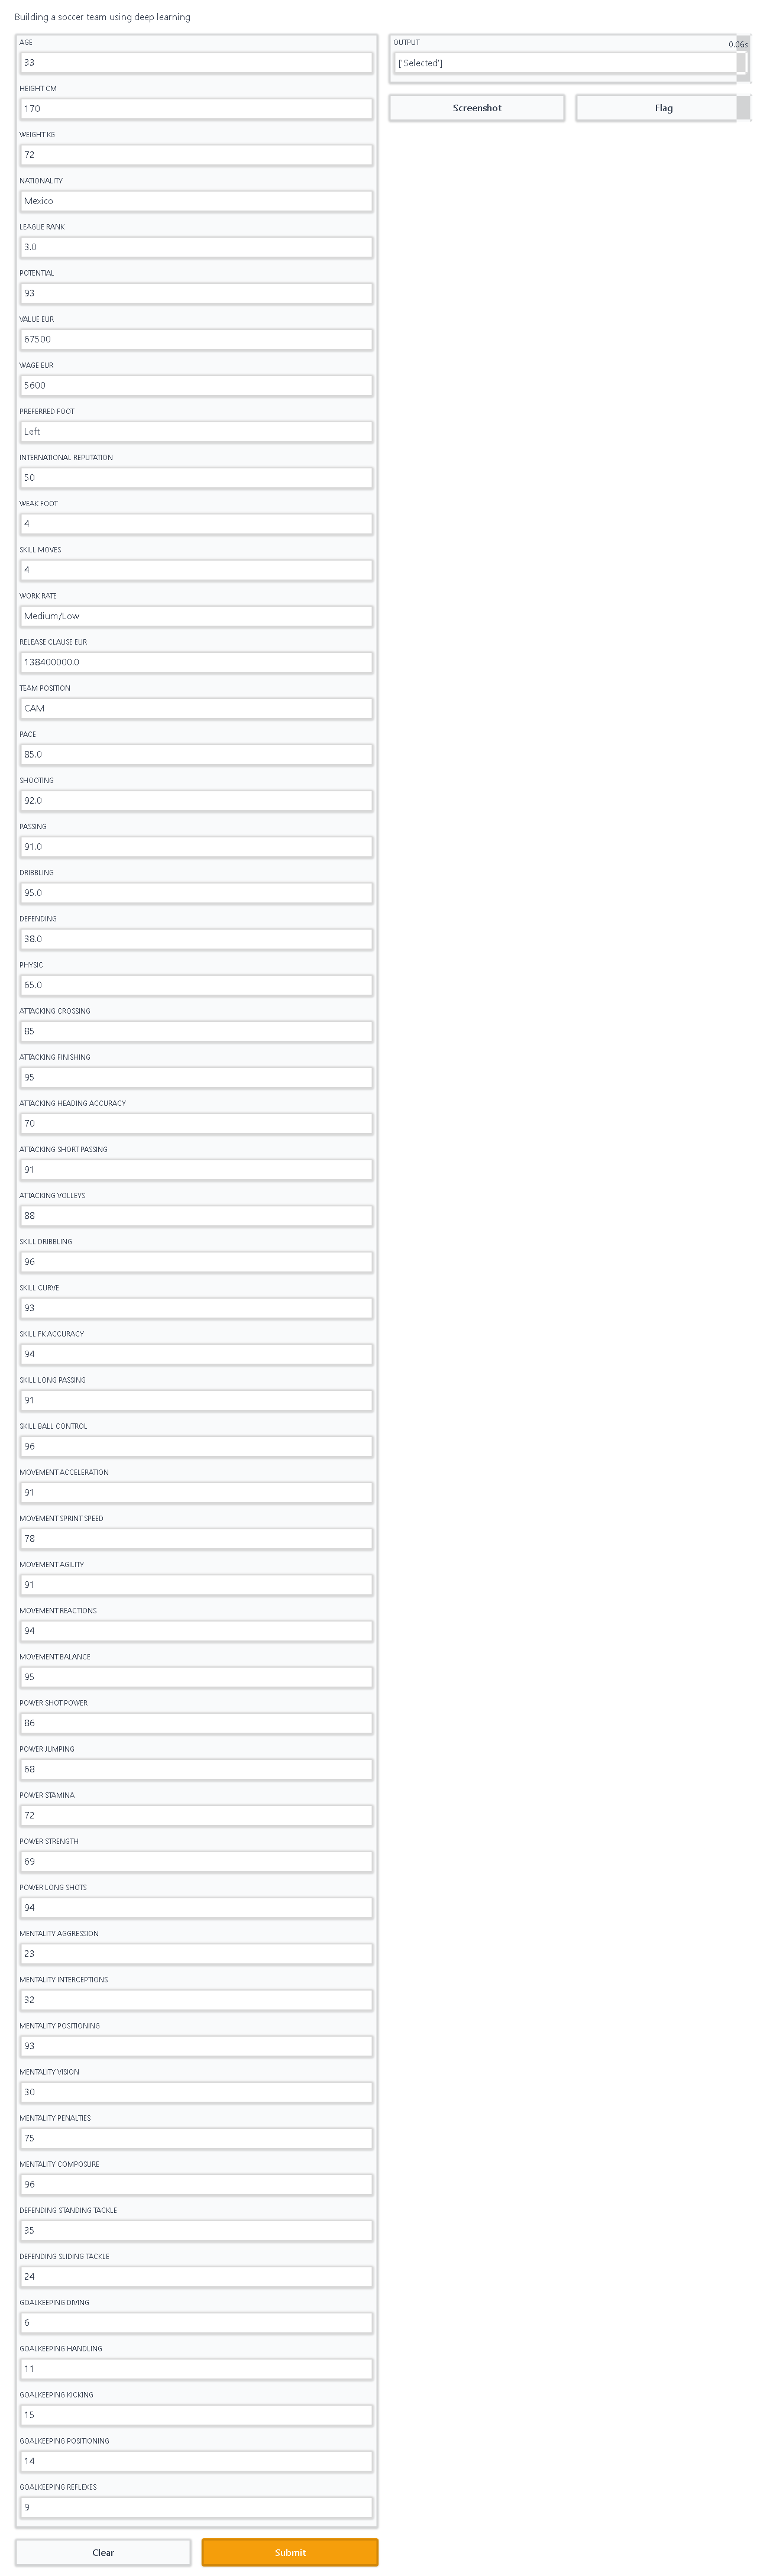 Building a soccer team using deep learning
AGE
33
HEIGHT CM
170
WEIGHT KG
72
NATIONALITY
Mexico
LEAGUE RANK
3.0
POTENTIAL
93
VALUE EUR
67500
WAGE EUR
5600
PREFERRED FOOT
Left
INTERNATIONAL REPUTATION
50
WEAK FOOT
4
SKILL MOVES
4
WORK RATE
Medium/Low
RELEASE CLAUSE EUR
138400000.0
TEAM POSITION
CAM
PACE
85.0
SHOOTING
92.0
PASSING
91.0
DRIBBLING
95.0
DEFENDING
38.0
PHYSIC
65.0
ATTACKING CROSSING
85
ATTACKING FINISHING
95
ATTACKING HEADING ACCURACY
70
ATTACKING SHORT PASSING
91
ATTACKING VOLLEYS
88
SKILL DRIBBLING
96
SKILL CURVE
93
SKILL FK ACCURACY
94
SKILL LONG PASSING
91
SKILL BALL CONTROL
96
MOVEMENT ACCELERATION
91
MOVEMENT SPRINT SPEED
78
MOVEMENT AGILITY
91
MOVEMENT REACTIONS
94
MOVEMENT BALANCE
95
POWER SHOT POWER
86
POWER JUMPING
68
POWER STAMINA
72
POWER STRENGTH
69
POWER LONG SHOTS
94
MENTALITY AGGRESSION
23
MENTALITY INTERCEPTIONS
32
MENTALITY POSITIONING
93
MENTALITY VISION
30
MENTALITY PENALTIES
75
MENTALITY COMPOSURE
96
DEFENDING STANDING TACKLE
35
DEFENDING SLIDING TACKLE
24
GOALKEEPING DIVING
6
GOALKEEPING HANDLING
11
GOALKEEPING KICKING
15
GOALKEEPING POSITIONING
14
GOALKEEPING REFLEXES
9
Clear
Submit
OUTPUT
0.06s
['Selected']
Screenshot
Flag